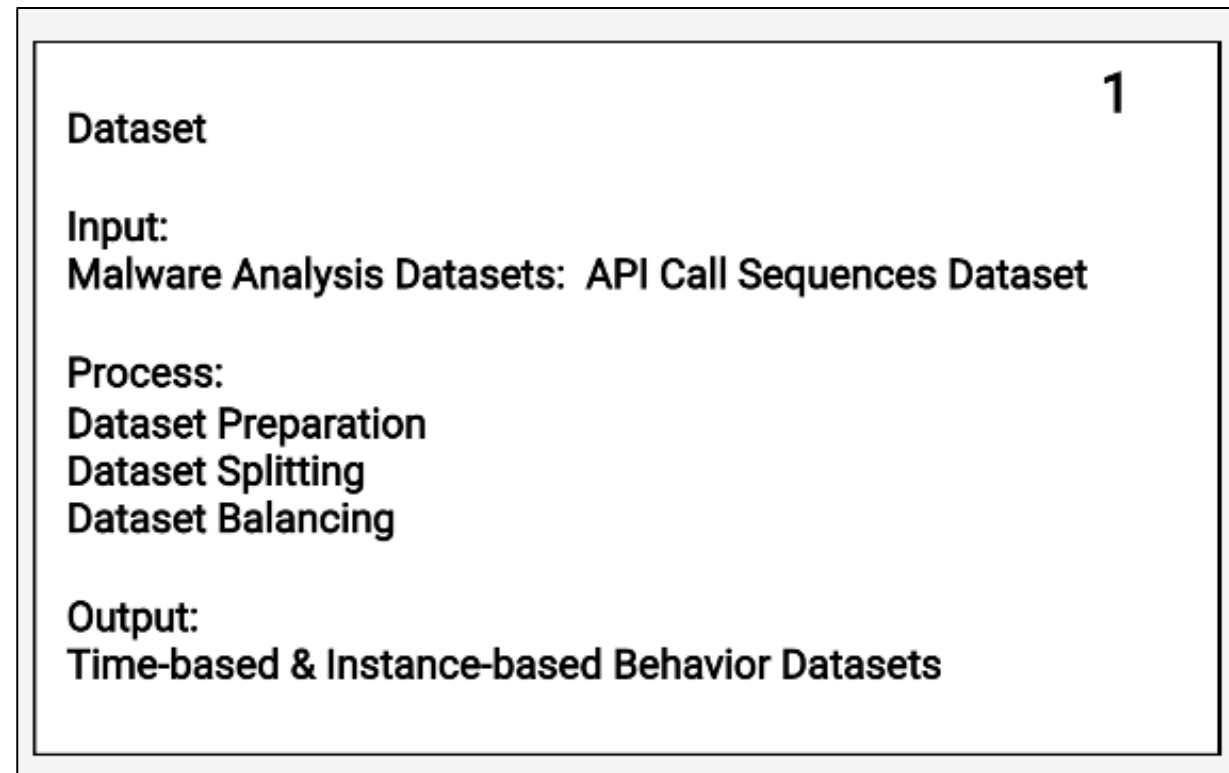 1
Dataset
Input:
Malware Analysis Datasets: API Call Sequences Dataset
Process:
Dataset Preparation
Dataset Splitting
Dataset Balancing
Output:
Time-based & Instance-based Behavior Datasets